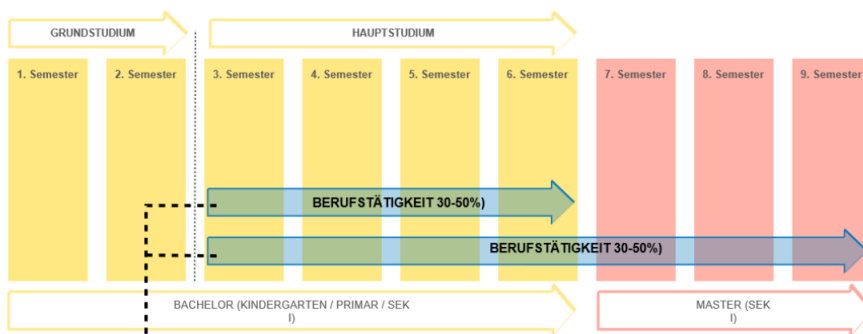 GRUNDSTUDIUM
HAUPTSTUDIUM
1. Semester
2. Semester
3. Semester
4. Semester
5. Semester
6. Semester
7. Semester
8. Semester
9. Semester
BERUFSTÄTIGKEIT 30-50%)
BERUFSTÄTIGKEIT 30-50%)
BACHELOR (KINDERGARTEN / PRIMAR / SEK
I)
MASTER (SEK
I)